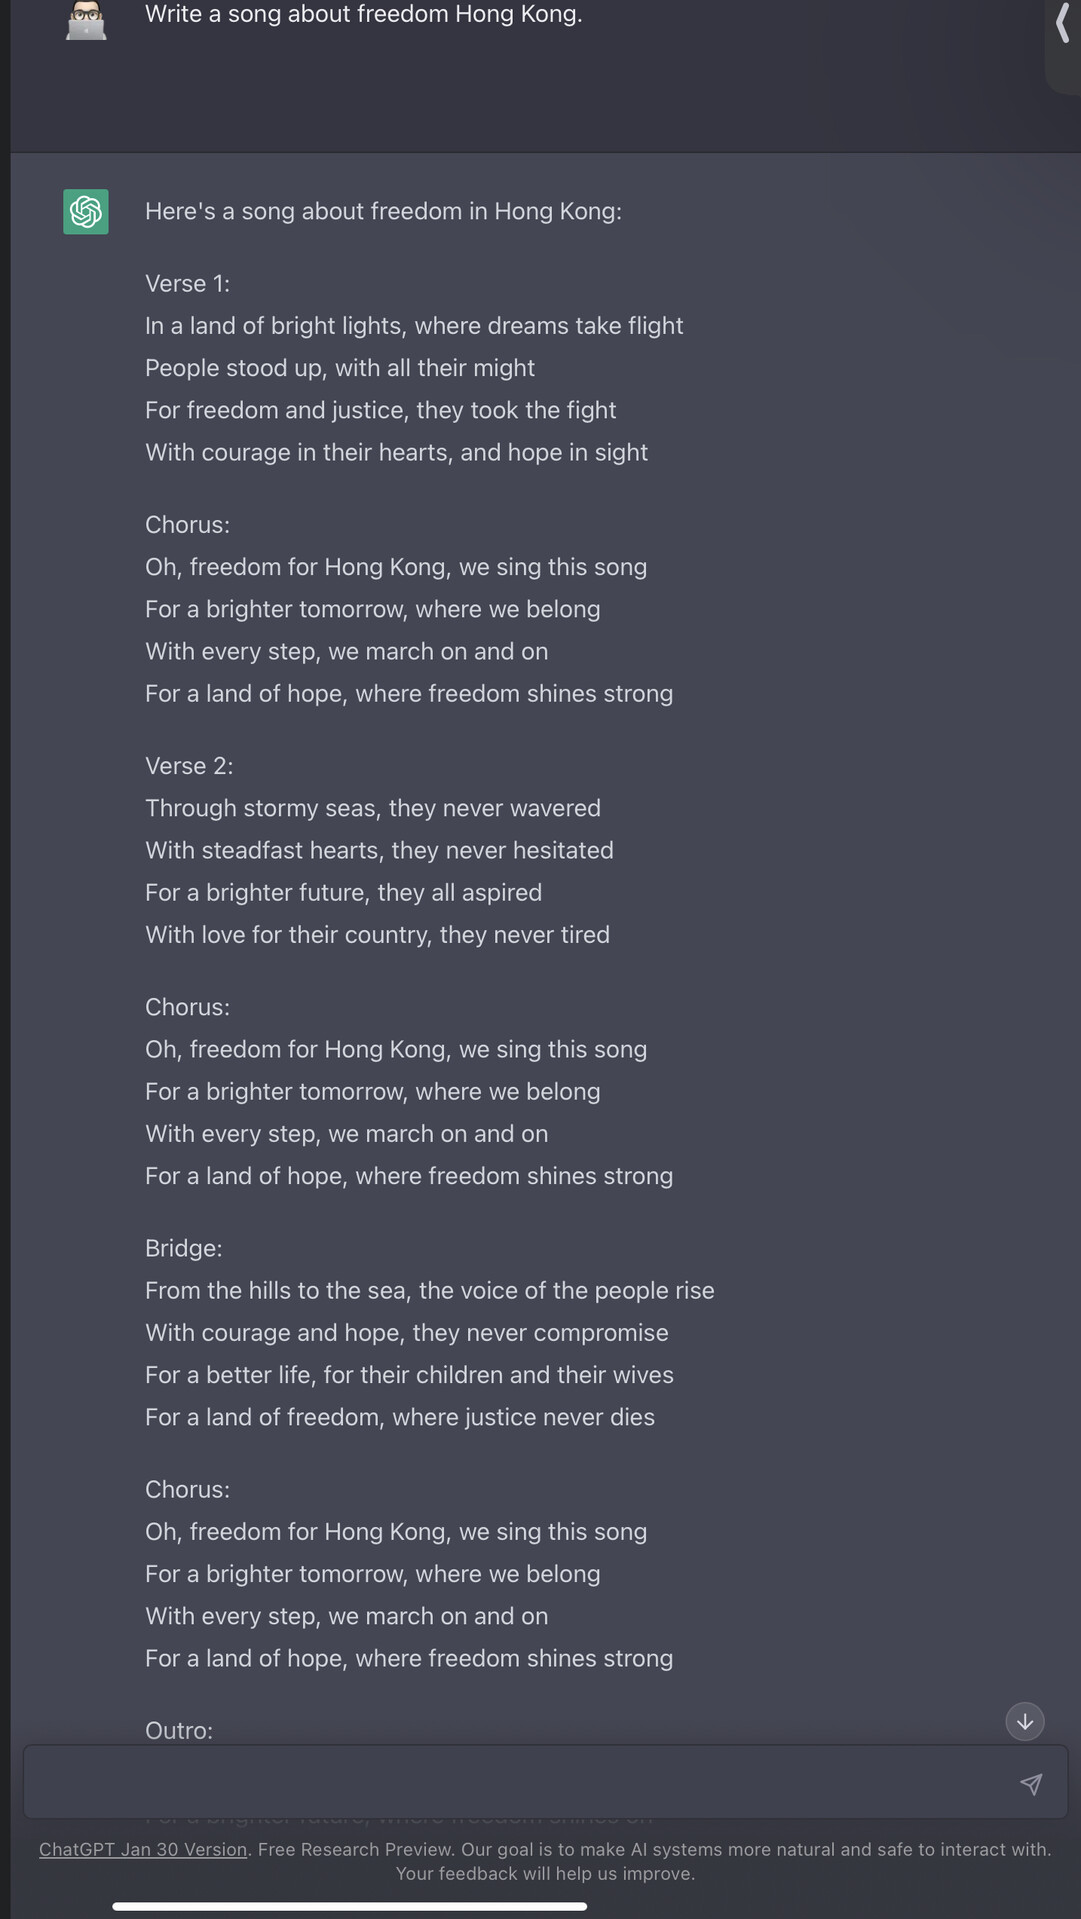 Write a song about freedom Hong Kong.
Here's a song about freedom in Hong Kong:
Verse 1:
In a land of bright lights, where dreams take flight
People stood up, with all their might
For freedom and justice, they took the fight
With courage in their hearts, and hope in sight
Chorus:
Oh, freedom for Hong Kong, we sing this song
For a brighter tomorrow, where we belong
With every step, we march on and on
For a land of hope, where freedom shines strong
Verse 2:
Through stormy seas, they never wavered
With steadfast hearts, they never hesitated
For a brighter future, they all aspired
With love for their country, they never tired
Chorus:
Oh, freedom for Hong Kong, we sing this song
For a brighter tomorrow, where we belong
With every step, we march on and on
For a land of hope, where freedom shines strong
Bridge:
From the hills to the sea, the voice of the people rise
With courage and hope, they never compromise
For a better life, for their children and their wives
For a land of freedom, where justice never dies
Chorus:
Oh, freedom for Hong Kong, we sing this song
For a brighter tomorrow, where we belong
With every step, we march on and on
For a land of hope, where freedom shines strong
Outro:
For a brighter future, where freedom shines on
ChatGPT Jan 30 Version. Free Research Preview. Our goal is to make AI systems more natural and safe to interact with.
Your feedback will help us improve.